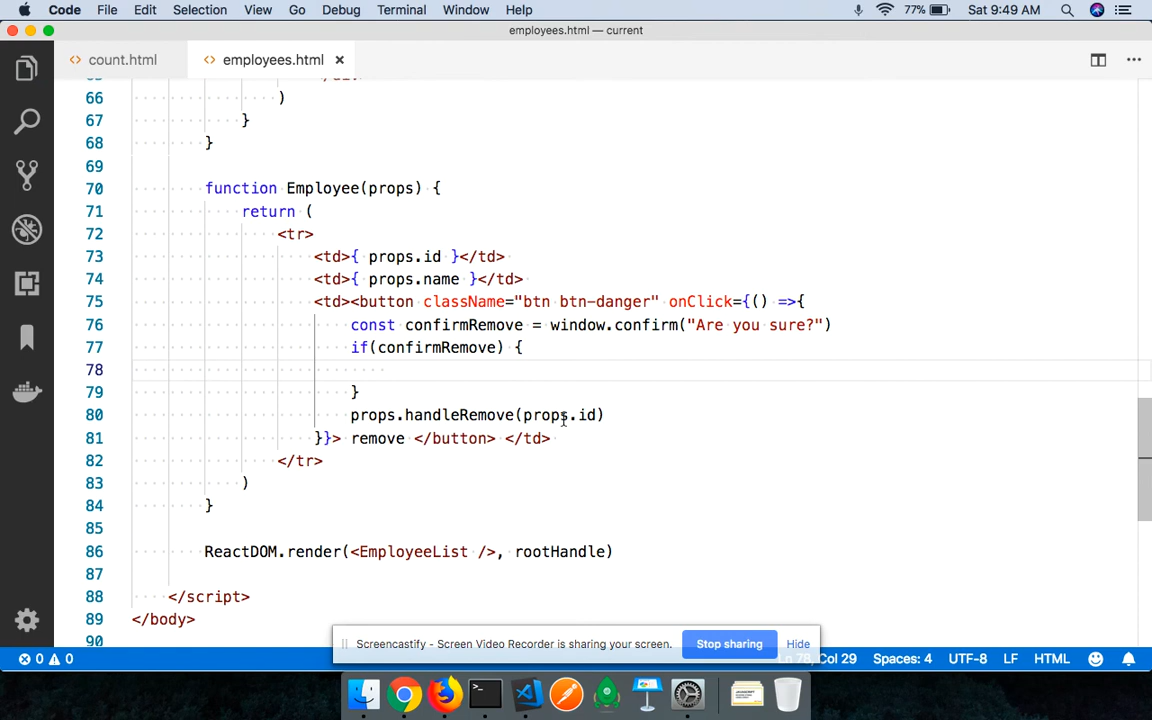 Code File Edit Selection View Go Debug Terminal Window Help 77% Sat 9:49 AM
employees.html — current
count.html employees.html
66 )
67 }
68 }
69
70 function Employee(props) {
71 return (
72 <tr>
73 <td>{ props.id }</td>
74 <td>{ props.name }</td>
75 <td><button className="btn btn-danger" onClick={() =>{
76 const confirmRemove = window.confirm("Are you sure?")
77 if(confirmRemove) {
78
79 }
80 props.handleRemove(props.id)
81 }}> remove </button> </td>
82 </tr>
83 )
84 }
85
86 ReactDOM.render(<EmployeeList />, rootHandle)
87
88 </script>
89 </body>
90
Screencastify - Screen Video Recorder is sharing your screen. Stop sharing Hide
0 0 78, Col 29 Spaces: 4 UTF-8 LF HTML